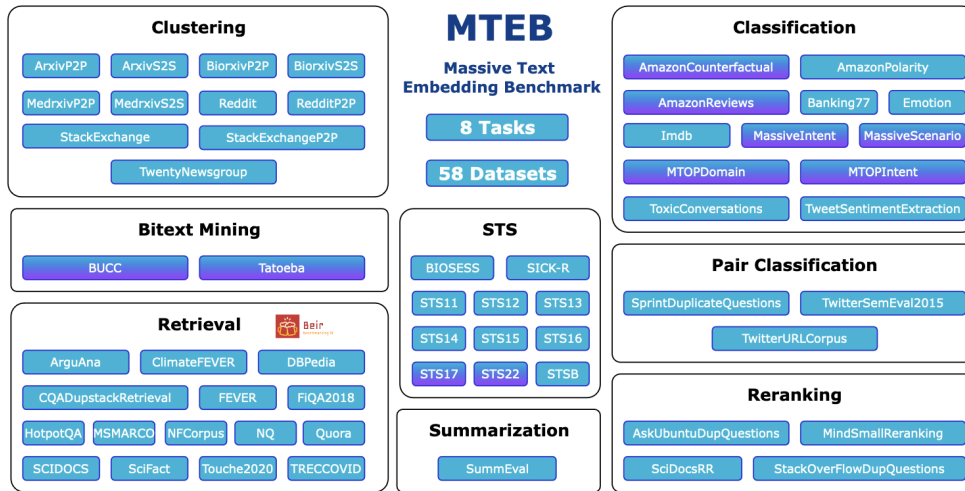 Clustering
ArxivP2P ArxivS2S BiorxivP2P BiorxivS2S
MedrxivP2P MedrxivS2S Reddit RedditP2P
StackExchange StackExchangeP2P
TwentyNewsgroup
MTEB
Massive Text
Embedding Benchmark
8 Tasks
58 Datasets
Classification
AmazonCounterfactual AmazonPolarity
AmazonReviews Banking77 Emotion
Imdb MassiveIntent MassiveScenario
MTOPDomain MTOPIntent
ToxicConversations TweetSentimentExtraction
Bitext Mining
BUCC Tatoeba
STS
BIOSESS SICK-R
STS11 STS12 STS13
STS14 STS15 STS16
STS17 STS22 STSB
Pair Classification
SprintDuplicateQuestions TwitterSemEval2015
TwitterURLCorpus
Retrieval Beir
ArguAna ClimateFEVER DBPedia
CQADupstackRetrieval FEVER FiQA2018
HotpotQA MSMARCO NFCorpus NQ Quora
SCIDOCS SciFact Touche2020 TRECCOVID
Summarization
SummEval
Reranking
AskUbuntuDupQuestions MindSmallReranking
SciDocsRR StackOverFlowDupQuestions